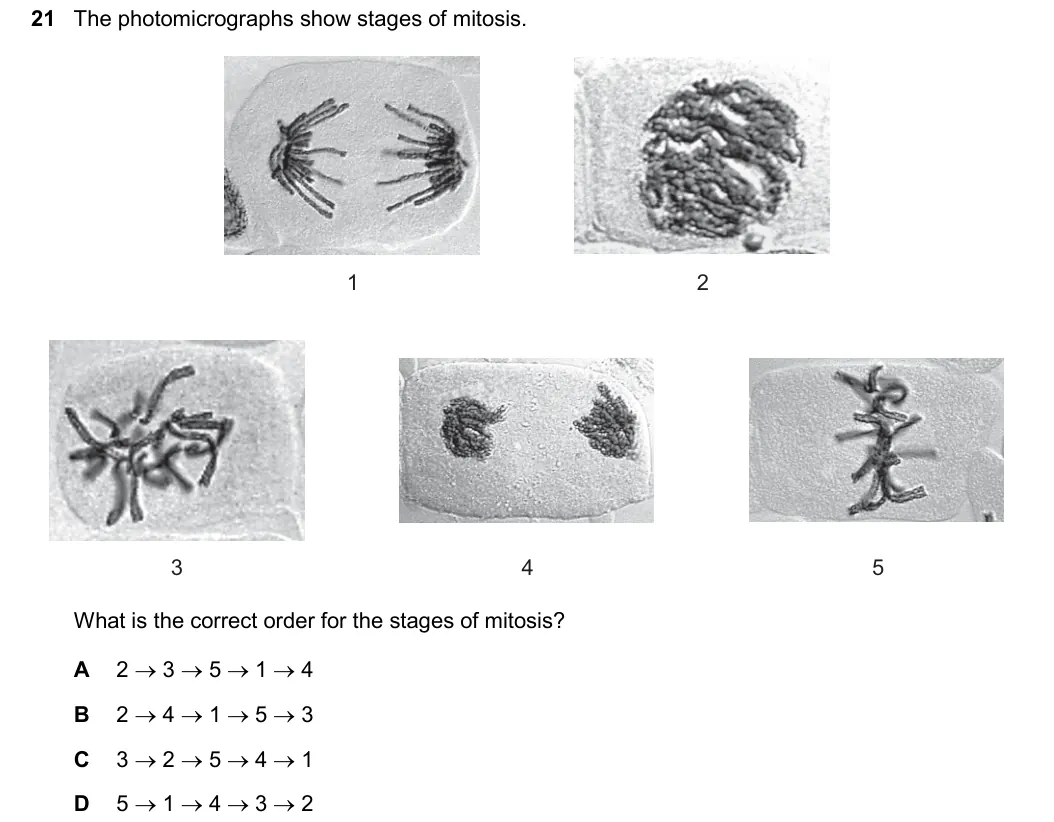 21 The photomicrographs show stages of mitosis.
1
2
3
4
5
What is the correct order for the stages of mitosis?
A 2 → 3 → 5 → 1 → 4
B 2 → 4 → 1 → 5 → 3
C 3 → 2 → 5 → 4 → 1
D 5 → 1 → 4 → 3 → 2